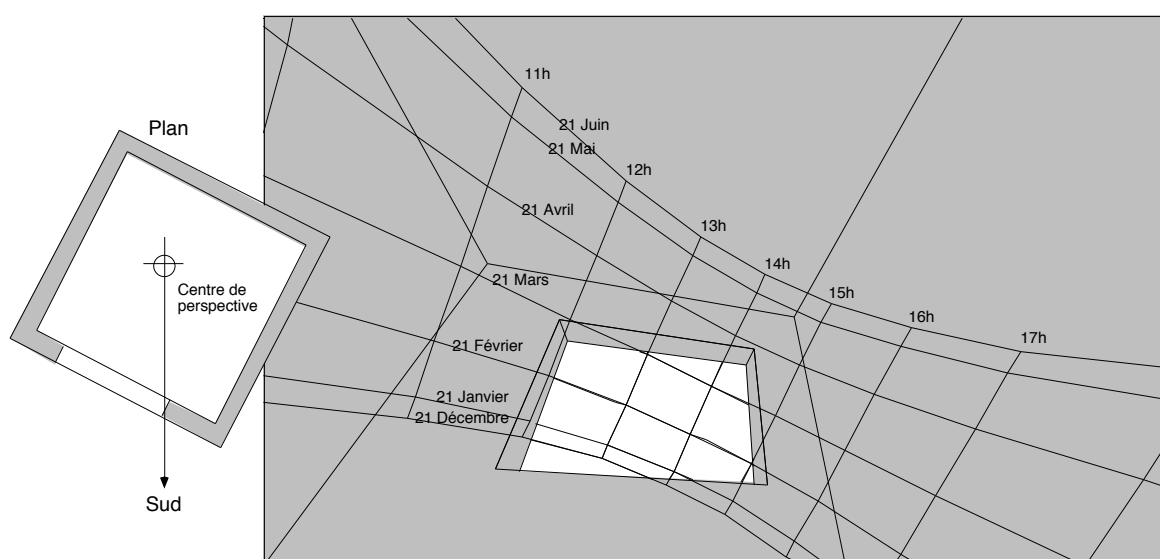 Plan
Centre de
perspective
Sud
11h
21 Juin
21 Mai
12h
21 Avril
13h
14h
21 Mars
15h
16h
17h
21 Février
21 Janvier
21 Décembre